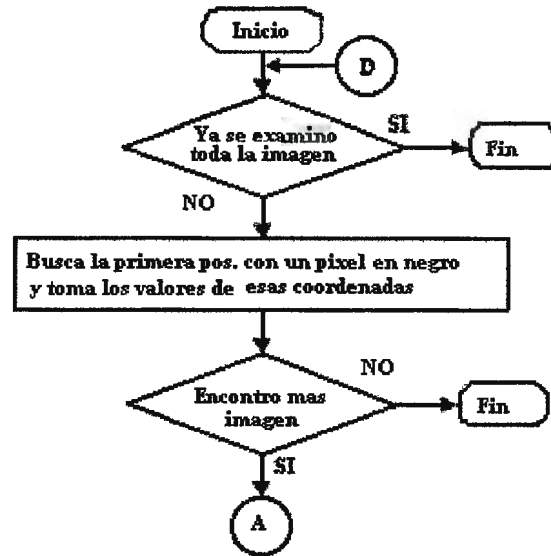 Inicio
D
Ya se examino
toda la imagen
SI
Fin
NO
Busca la primera pos. con un pixel en negro
y toma los valores de esas coordenadas
NO
Encontro mas
imagen
Fin
SI
A